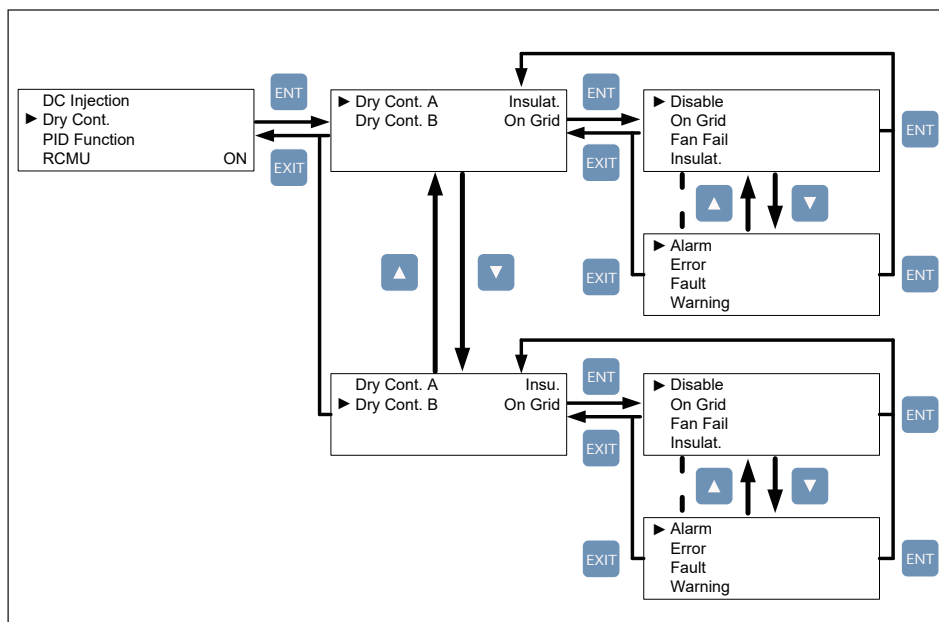 DC Injection
▶ Dry Cont.
PID Function
RCMU ON
ENT
EXIT
▶ Dry Cont. A Insulat.
Dry Cont. B On Grid
ENT
EXIT
▶ Disable
On Grid
Fan Fail
Insulat.
ENT
▲ ▼
EXIT
▶ Alarm
Error
Fault
Warning
ENT
▲ ▼
Dry Cont. A Insu.
▶ Dry Cont. B On Grid
ENT
EXIT
▶ Disable
On Grid
Fan Fail
Insulat.
ENT
▲ ▼
EXIT
▶ Alarm
Error
Fault
Warning
ENT